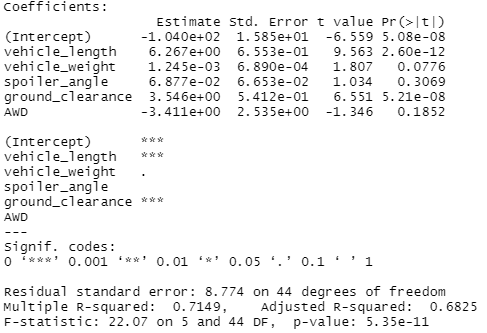 Coefficients:
                   Estimate Std. Error t value Pr(>|t|)
(Intercept)      -1.040e+02  1.585e+01  -6.559 5.08e-08
vehicle_length    6.267e+00  6.553e-01   9.563 2.60e-12
vehicle_weight    1.245e-03  6.890e-04   1.807   0.0776
spoiler_angle     6.877e-02  6.653e-02   1.034   0.3069
ground_clearance  3.546e+00  5.412e-01   6.551 5.21e-08
AWD              -3.411e+00  2.535e+00  -1.346   0.1852
(Intercept)      ***
vehicle_length   ***
vehicle_weight   .
spoiler_angle
ground_clearance ***
AWD
---
Signif. codes:
0 ‘***’ 0.001 ‘**’ 0.01 ‘*’ 0.05 ‘.’ 0.1 ‘ ’ 1
Residual standard error: 8.774 on 44 degrees of freedom
Multiple R-squared:  0.7149,	Adjusted R-squared:  0.6825
F-statistic: 22.07 on 5 and 44 DF,  p-value: 5.35e-11